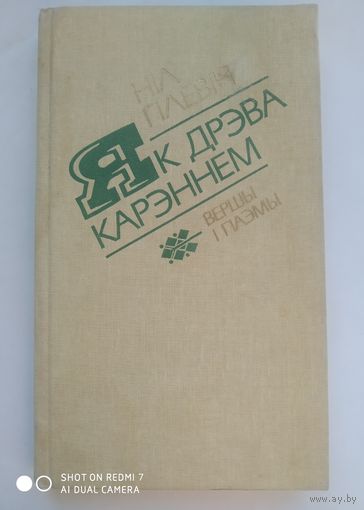 НІЛ
ГІЛЕВІЧ
ЯК ДРЭВА
КАРЭННЕМ
ВЕРШЫ
І ПАЭМЫ
SHOT ON REDMI 7
AI DUAL CAMERA
www.ay.by